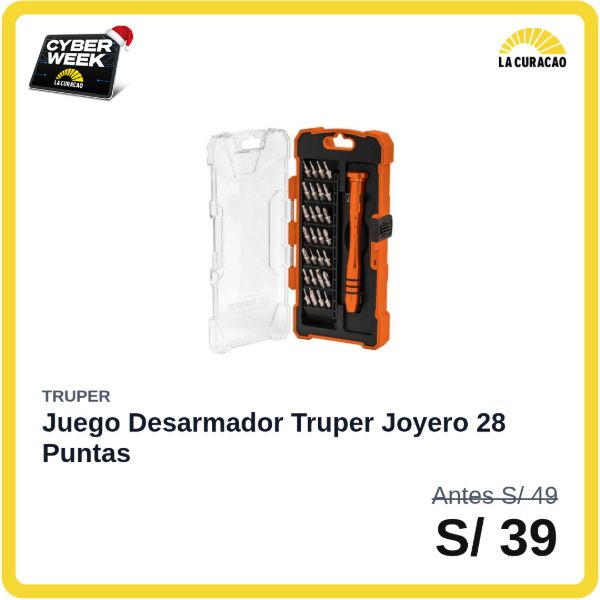 CYBER
WEEK
LA CURACAO
LA CURACAO
TRUPER
Juego Desarmador Truper Joyero 28
Puntas
Antes S/ 49
S/ 39